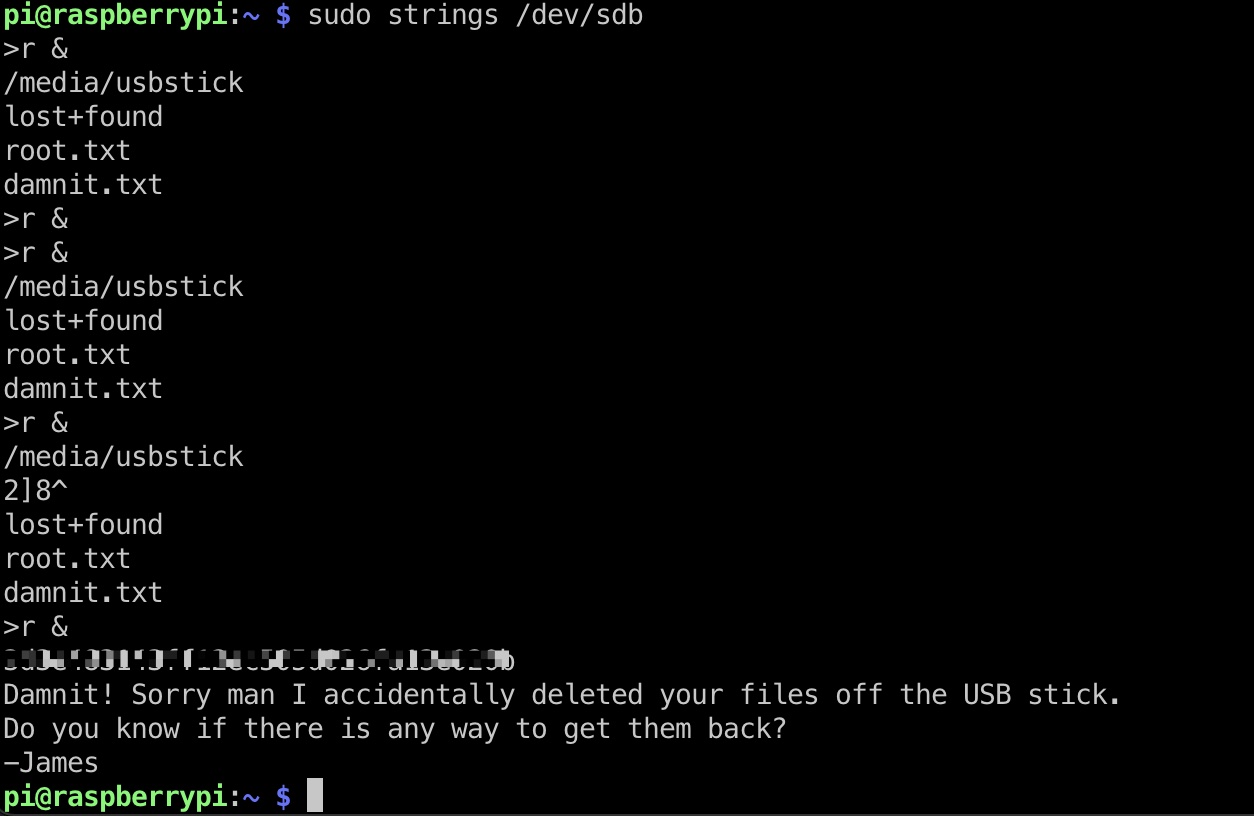 pi@raspberrypi:~ $ sudo strings /dev/sdb
>r &
/media/usbstick
lost+found
root.txt
damnit.txt
>r &
>r &
/media/usbstick
lost+found
root.txt
damnit.txt
>r &
/media/usbstick
2]8^
lost+found
root.txt
damnit.txt
>r &
Damnit! Sorry man I accidentally deleted your files off the USB stick.
Do you know if there is any way to get them back?
-James
pi@raspberrypi:~ $